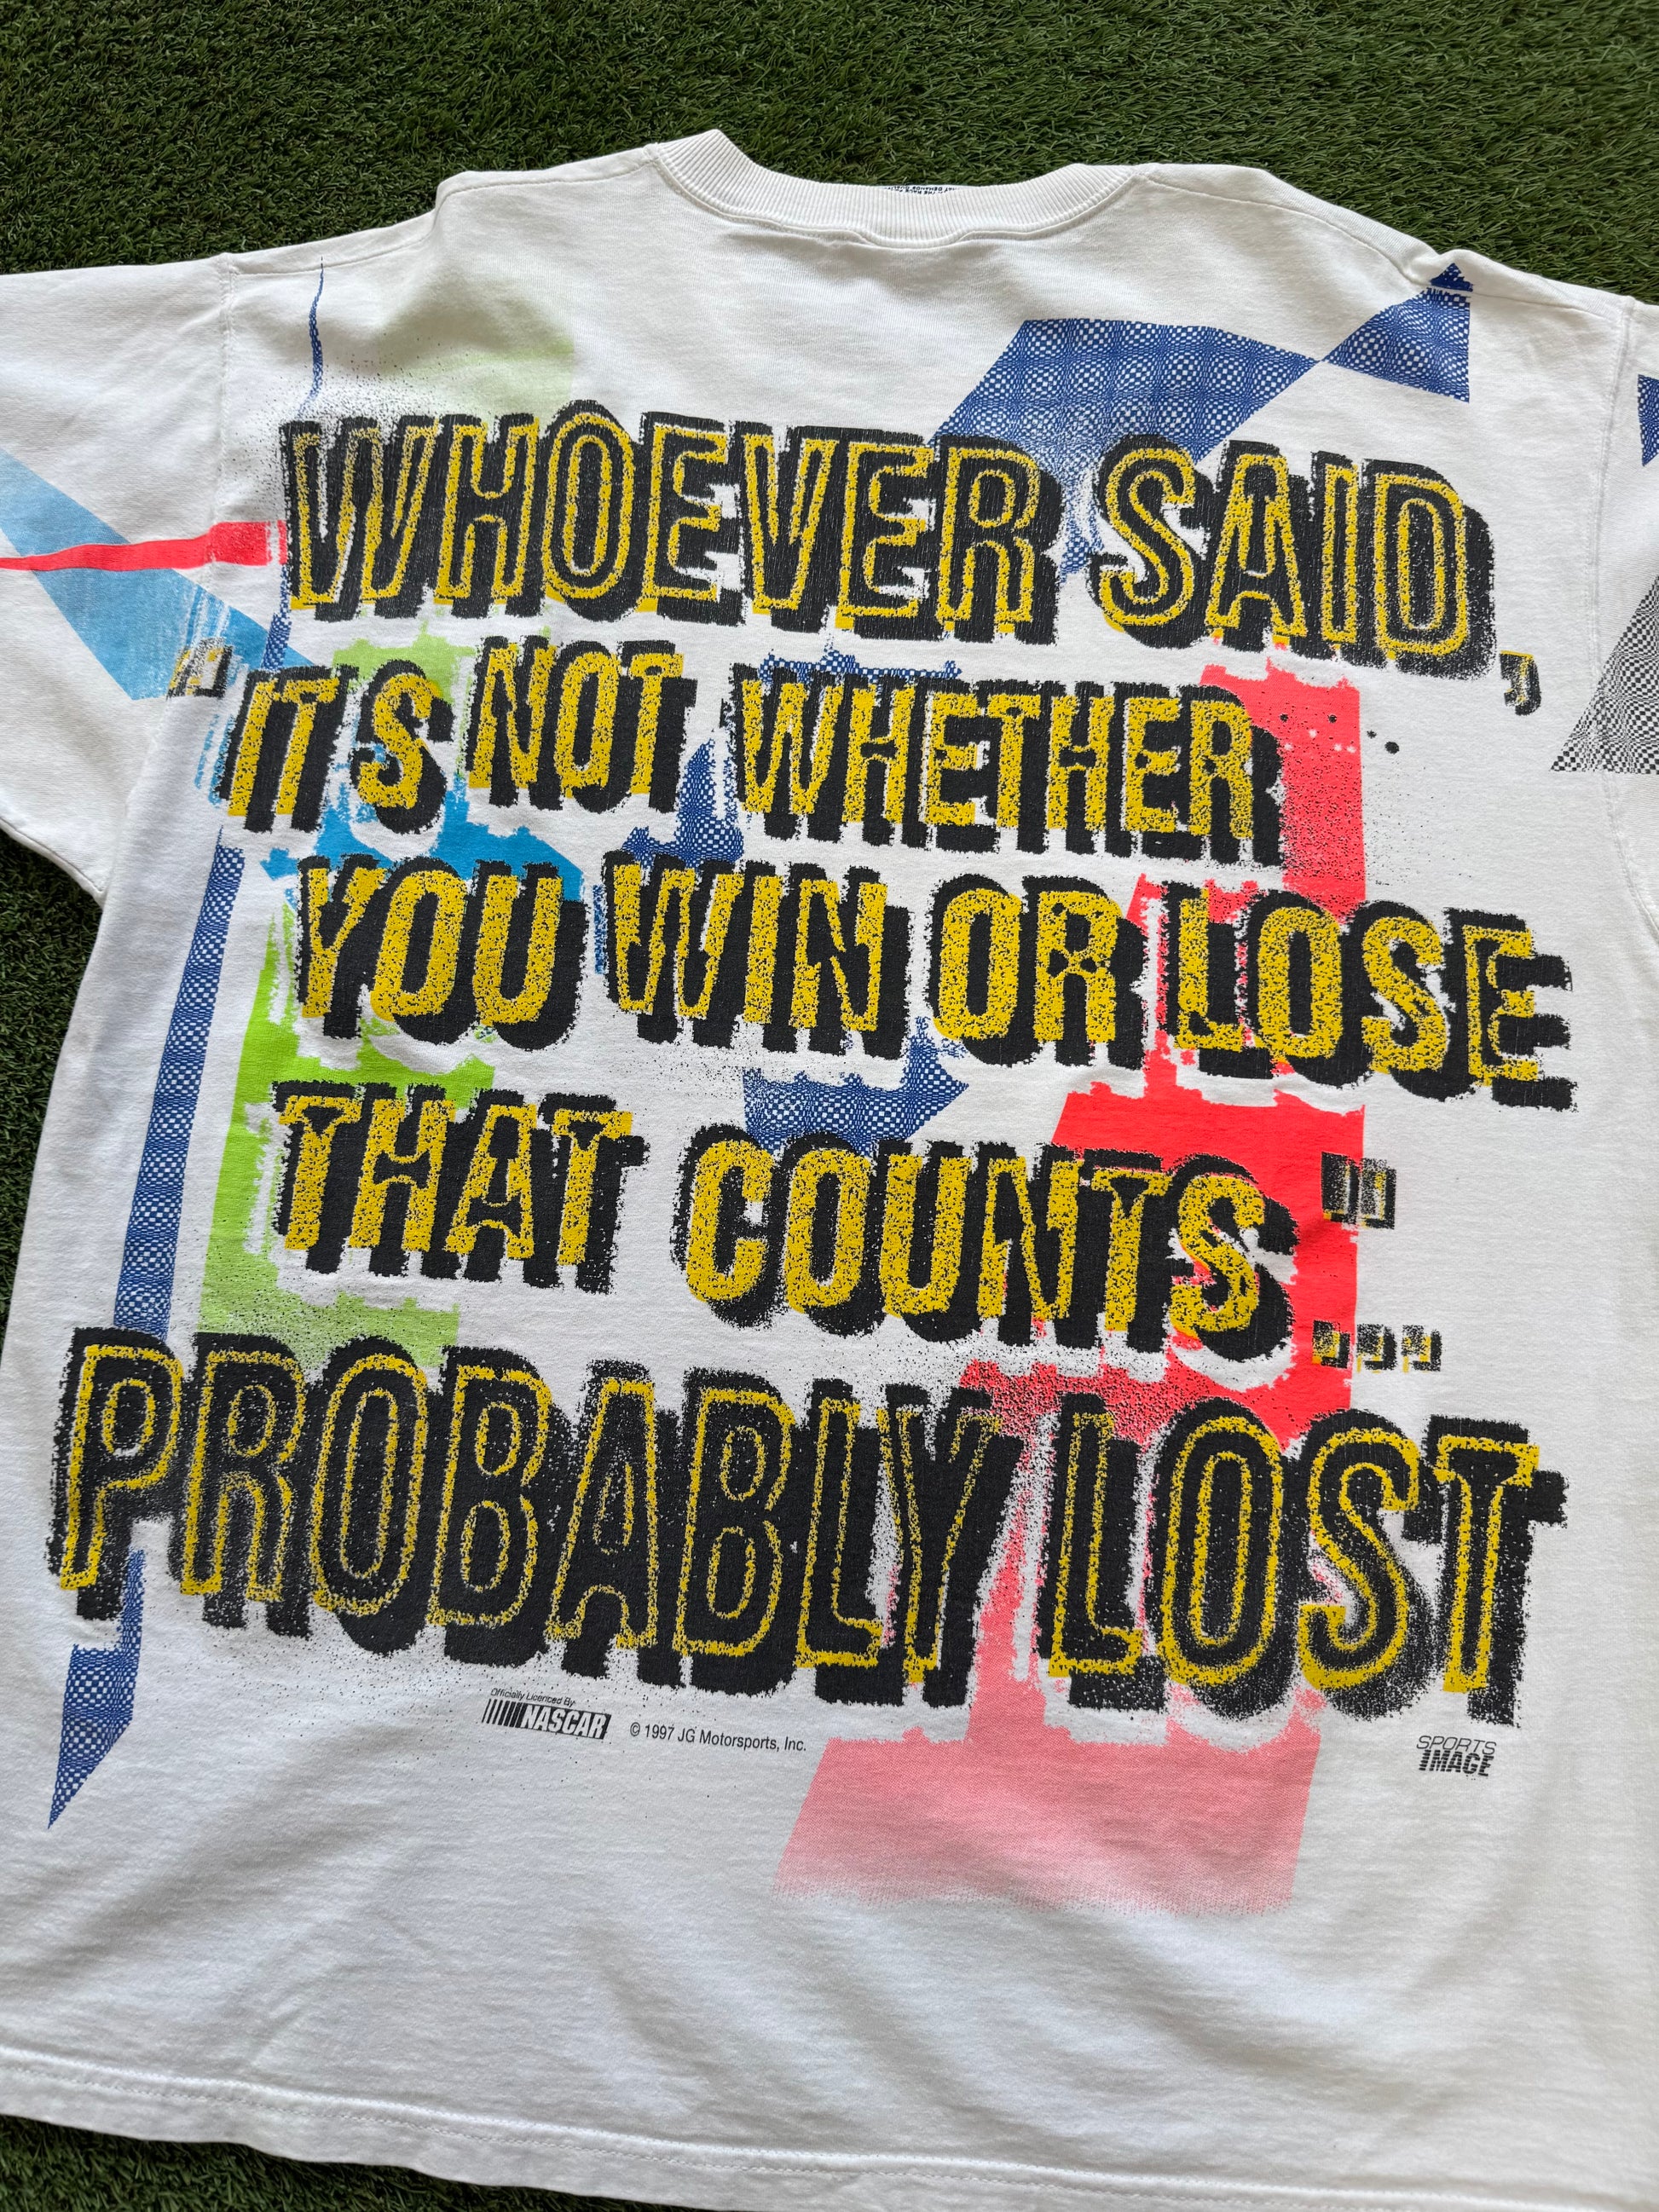 WHOEVER SAID,
"IT'S NOT WHETHER
YOU WIN OR LOSE
THAT COUNTS"...
PROBABLY LOST
Officially Licenced By
NASCAR
© 1997 JG Motorsports, Inc.
SPORTS
IMAGE